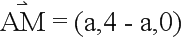 AM⃗ = (a,4 - a,0)